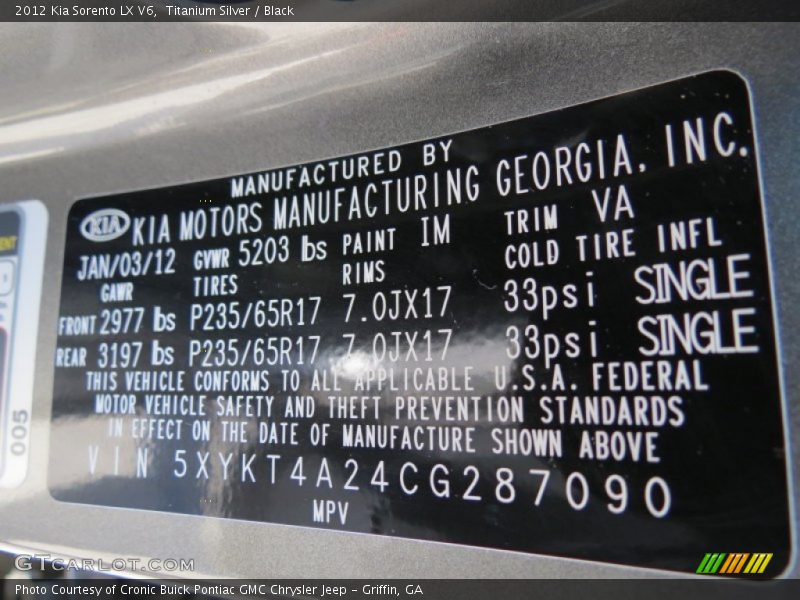 2012 Kia Sorento LX V6, Titanium Silver / Black
MANUFACTURED BY
KIA KIA MOTORS MANUFACTURING GEORGIA, INC.
JAN/03/12 GVWR 5203 lbs PAINT IM TRIM VA
GAWR TIRES RIMS COLD TIRE INFL
FRONT 2977 lbs P235/65R17 7.0JX17 33psi SINGLE
REAR 3197 lbs P235/65R17 7.0JX17 33psi SINGLE
THIS VEHICLE CONFORMS TO ALL APPLICABLE U.S.A. FEDERAL
MOTOR VEHICLE SAFETY AND THEFT PREVENTION STANDARDS
IN EFFECT ON THE DATE OF MANUFACTURE SHOWN ABOVE
VIN 5XYKT4A24CG287090
MPV
005
GTCARLOT.COM
Photo Courtesy of Cronic Buick Pontiac GMC Chrysler Jeep - Griffin, GA